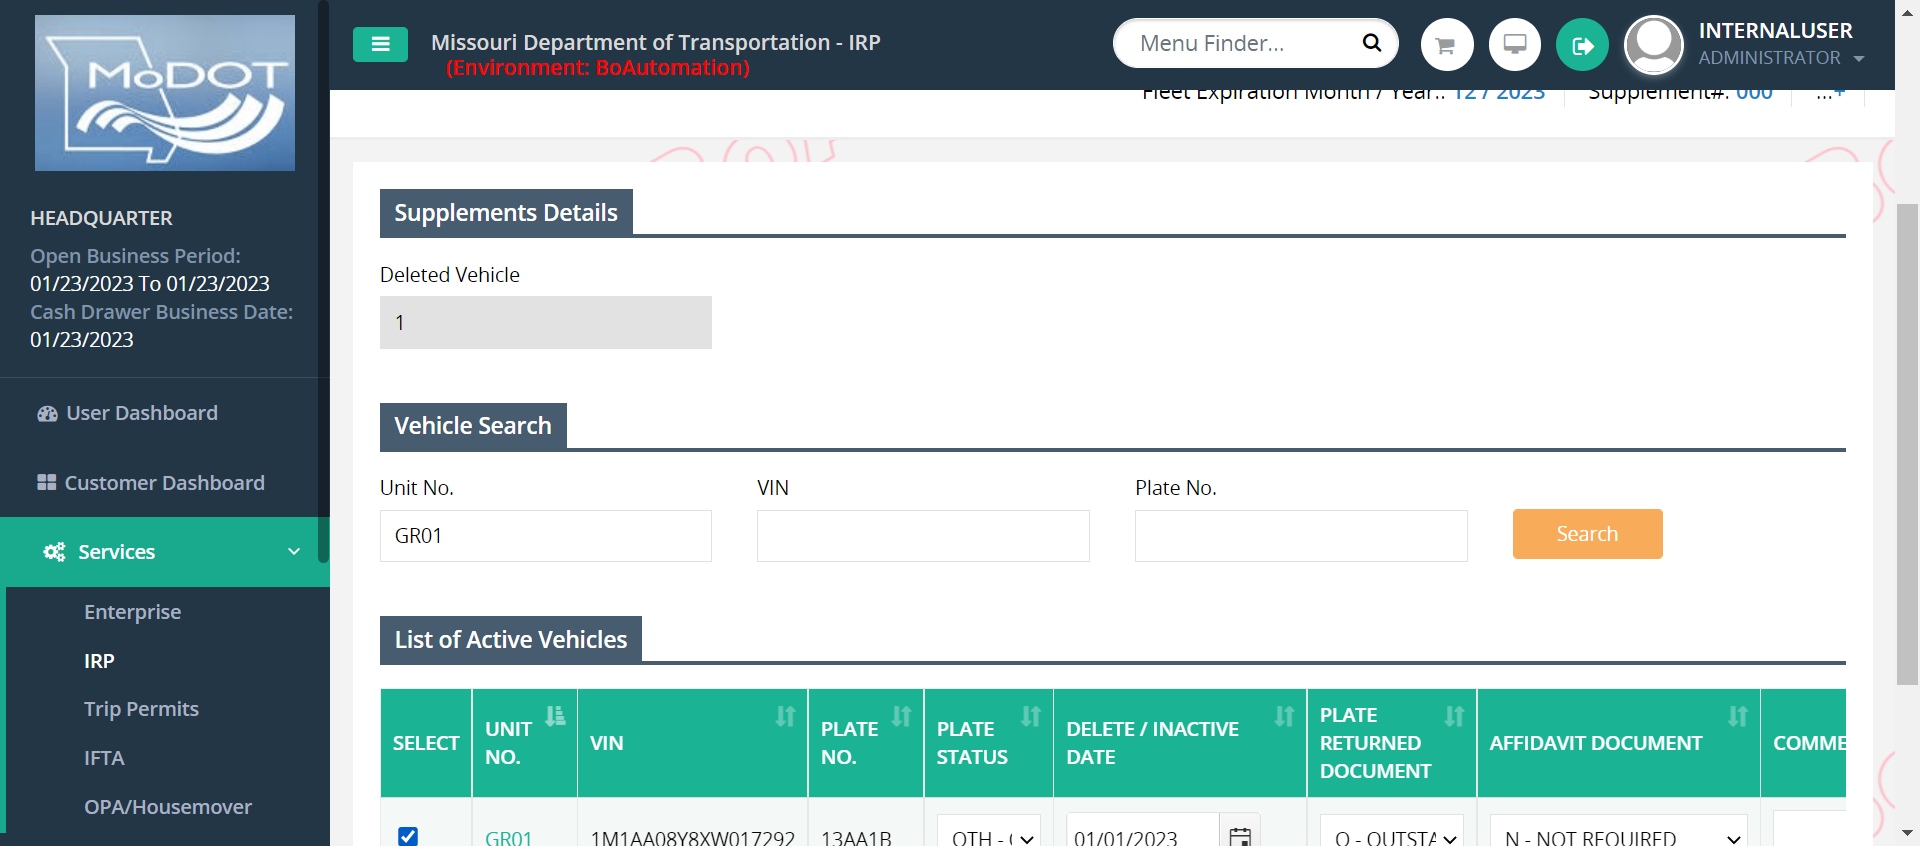 MoDOT
HEADQUARTER
Open Business Period:
01/23/2023 To 01/23/2023
Cash Drawer Business Date:
01/23/2023
User Dashboard
Customer Dashboard
Services
Enterprise
IRP
Trip Permits
IFTA
OPA/Housemover
Missouri Department of Transportation - IRP
(Environment: BoAutomation)
Menu Finder...
INTERNALUSER
ADMINISTRATOR
Fleet Expiration Month / Year.: 12 / 2023 Supplement#: 000 ...+
Supplements Details
Deleted Vehicle
1
Vehicle Search
Unit No. VIN Plate No.
GR01 Search
List of Active Vehicles
SELECT UNIT NO. VIN PLATE NO. PLATE STATUS DELETE / INACTIVE DATE PLATE RETURNED DOCUMENT AFFIDAVIT DOCUMENT COMME
GR01 1M1AA08Y8XW017292 13AA1B OTH - 01/01/2023 O - OUTSTA N - NOT REQUIRED